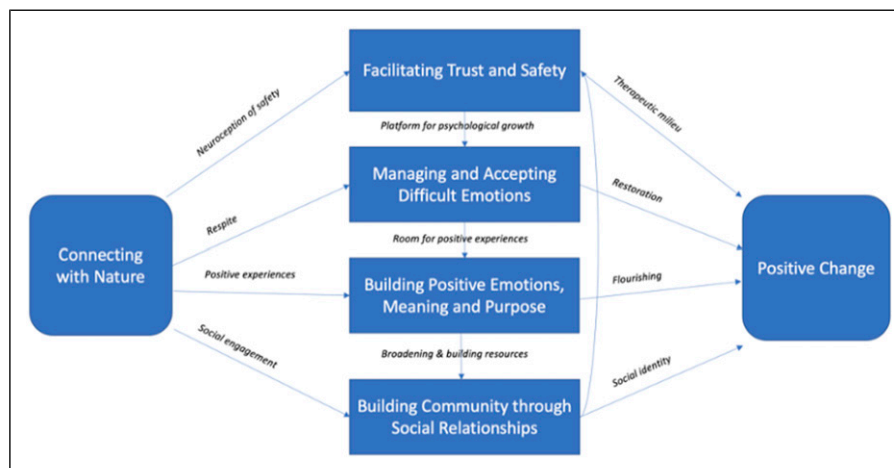 Facilitating Trust and Safety
Neuroception of safety
Therapeutic milieu
Platform for psychological growth
Managing and Accepting
Difficult Emotions
Respite
Restoration
Room for positive experiences
Connecting
with Nature
Positive experiences
Building Positive Emotions,
Meaning and Purpose
Flourishing
Positive Change
Social engagement
Broadening & building resources
Social identity
Building Community through
Social Relationships